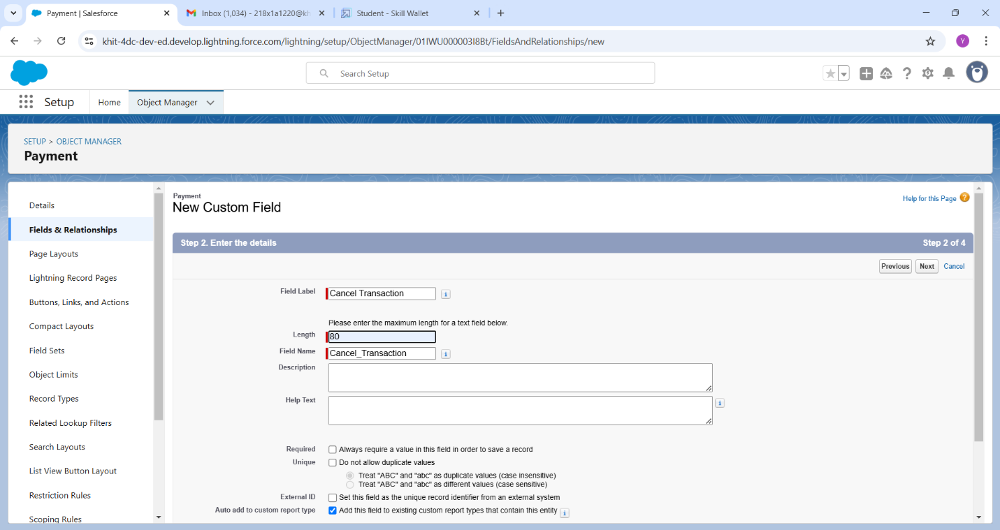 Payment | Salesforce
Inbox (1,034) - 218x1a1220@kh
Student - Skill Wallet
khit-4dc-dev-ed.develop.lightning.force.com/lightning/setup/ObjectManager/01IWU000003I8Bt/FieldsAndRelationships/new
Y
Search Setup
Setup
Home
Object Manager
SETUP > OBJECT MANAGER
Payment
Details
Fields & Relationships
Page Layouts
Lightning Record Pages
Buttons, Links, and Actions
Compact Layouts
Field Sets
Object Limits
Record Types
Related Lookup Filters
Search Layouts
List View Button Layout
Restriction Rules
Scoping Rules
Payment
New Custom Field
Help for this Page
Step 2. Enter the details
Step 2 of 4
Previous
Next
Cancel
Field Label
Cancel Transaction
Please enter the maximum length for a text field below.
Length
80
Field Name
Cancel_Transaction
Description
Help Text
Required
Always require a value in this field in order to save a record
Unique
Do not allow duplicate values
Treat "ABC" and "abc" as duplicate values (case insensitive)
Treat "ABC" and "abc" as different values (case sensitive)
External ID
Set this field as the unique record identifier from an external system
Auto add to custom report type
Add this field to existing custom report types that contain this entity